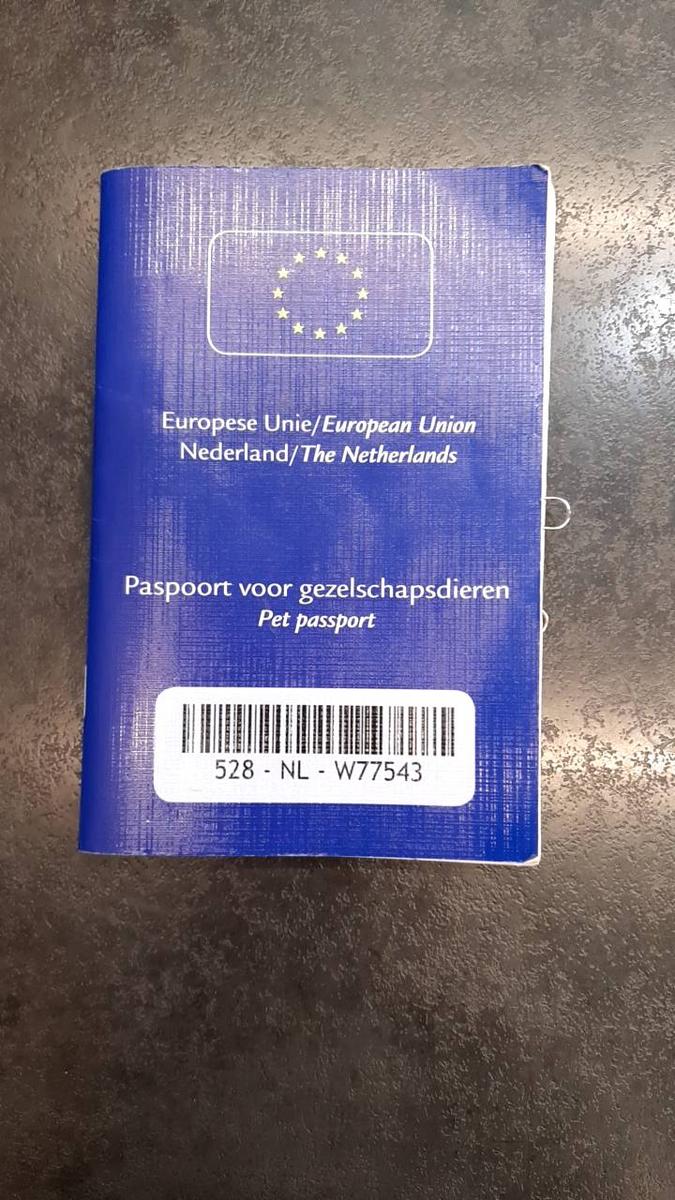 Europese Unie/European Union
Nederland/The Netherlands
Paspoort voor gezelschapsdieren
Pet passport
528 - NL - W77543